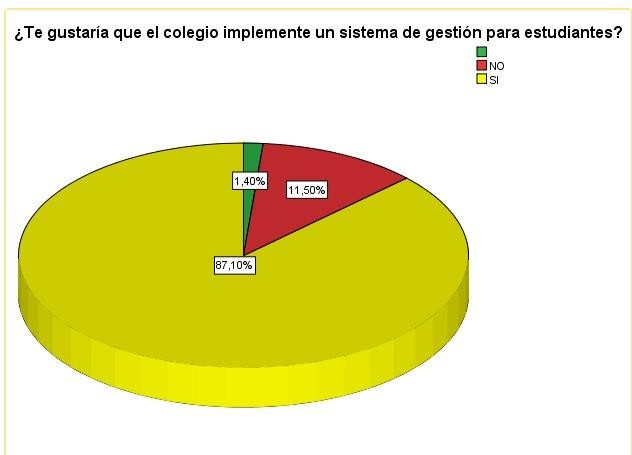 ¿Te gustaría que el colegio implemente un sistema de gestión para estudiantes?
NO
SI
1,40%
11,50%
87,10%